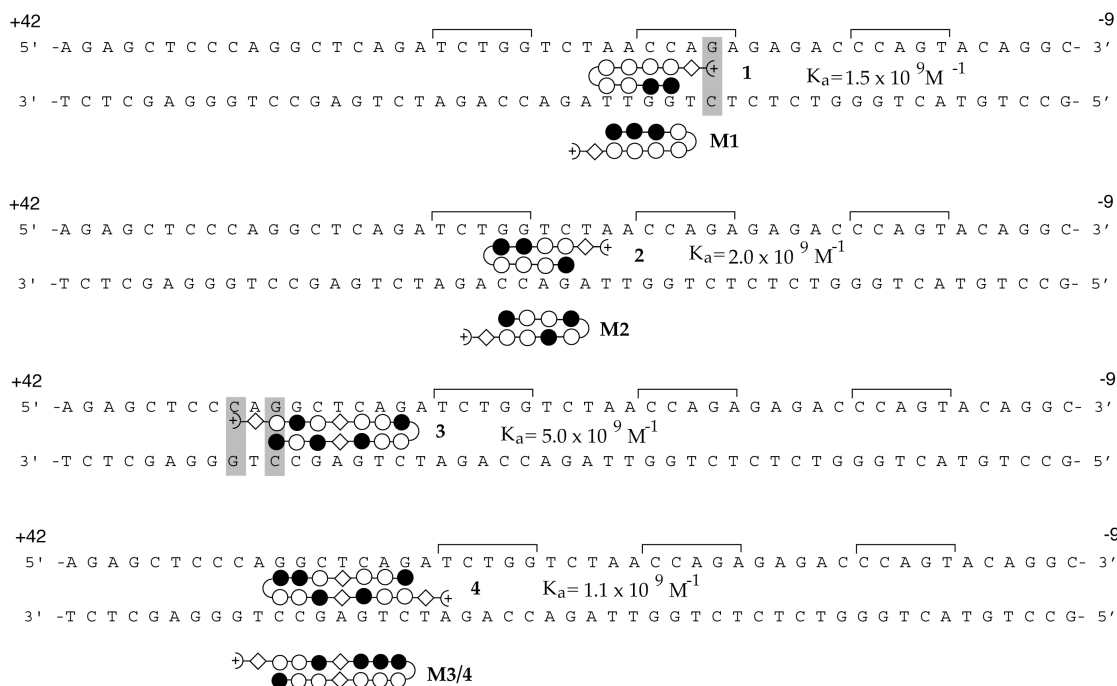 +42 -9
5' -A G A G C T C C C A G G C T C A G A T C T G G T C T A A C C A G A G A G A C C C A G T A C A G G C- 3'
+ 1 Ka = 1.5 x 10 9 M -1
3' -T C T C G A G G G T C C G A G T C T A G A C C A G A T T G G T C T C T C T G G G T C A T G T C C G- 5'
+ M1
+42 -9
5' -A G A G C T C C C A G G C T C A G A T C T G G T C T A A C C A G A G A G A C C C A G T A C A G G C- 3'
+ 2 Ka = 2.0 x 10 9 M -1
3' -T C T C G A G G G T C C G A G T C T A G A C C A G A T T G G T C T C T C T G G G T C A T G T C C G- 5'
+ M2
+42 -9
5' -A G A G C T C C C A G G C T C A G A T C T G G T C T A A C C A G A G A G A C C C A G T A C A G G C- 3'
+ 3 Ka = 5.0 x 10 9 M -1
3' -T C T C G A G G G T C C G A G T C T A G A C C A G A T T G G T C T C T C T G G G T C A T G T C C G- 5'
+42 -9
5' -A G A G C T C C C A G G C T C A G A T C T G G T C T A A C C A G A G A G A C C C A G T A C A G G C- 3'
+ 4 Ka = 1.1 x 10 9 M -1
3' -T C T C G A G G G T C C G A G T C T A G A C C A G A T T G G T C T C T C T G G G T C A T G T C C G- 5'
+ M3/4